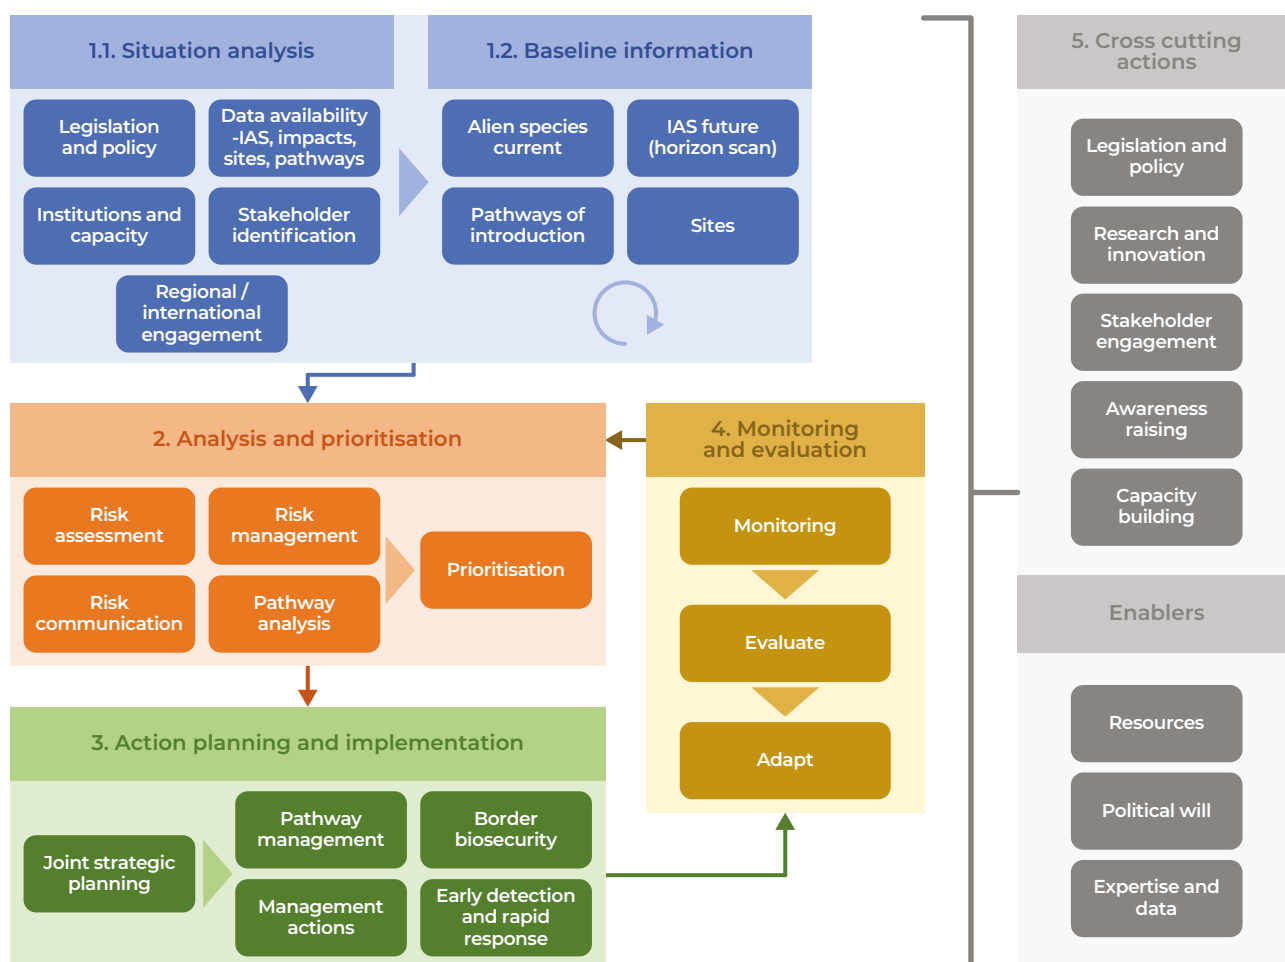 1.1. Situation analysis
Legislation
and policy
Data availability
-IAS, impacts,
sites, pathways
Institutions and
capacity
Stakeholder
identification
Regional /
international
engagement
1.2. Baseline information
Alien species
current
IAS future
(horizon scan)
Pathways of
introduction
Sites
2. Analysis and prioritisation
Risk
assessment
Risk
management
Risk
communication
Pathway
analysis
Prioritisation
3. Action planning and implementation
Joint strategic
planning
Pathway
management
Border
biosecurity
Management
actions
Early detection
and rapid
response
4. Monitoring
and evaluation
Monitoring
Evaluate
Adapt
5. Cross cutting
actions
Legislation and
policy
Research and
innovation
Stakeholder
engagement
Awareness
raising
Capacity
building
Enablers
Resources
Political will
Expertise and
data